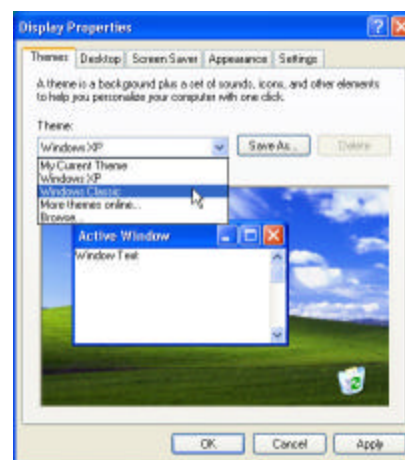 Display Properties
Themes Desktop Screen Saver Appearance Settings
A theme is a background plus a set of sounds, icons, and other elements
to help you personalize your computer with one click.
Theme:
Windows XP Save As... Delete
My Current Theme
Windows XP
Windows Classic
More themes online...
Browse...
Active Window
Window Text
OK Cancel Apply